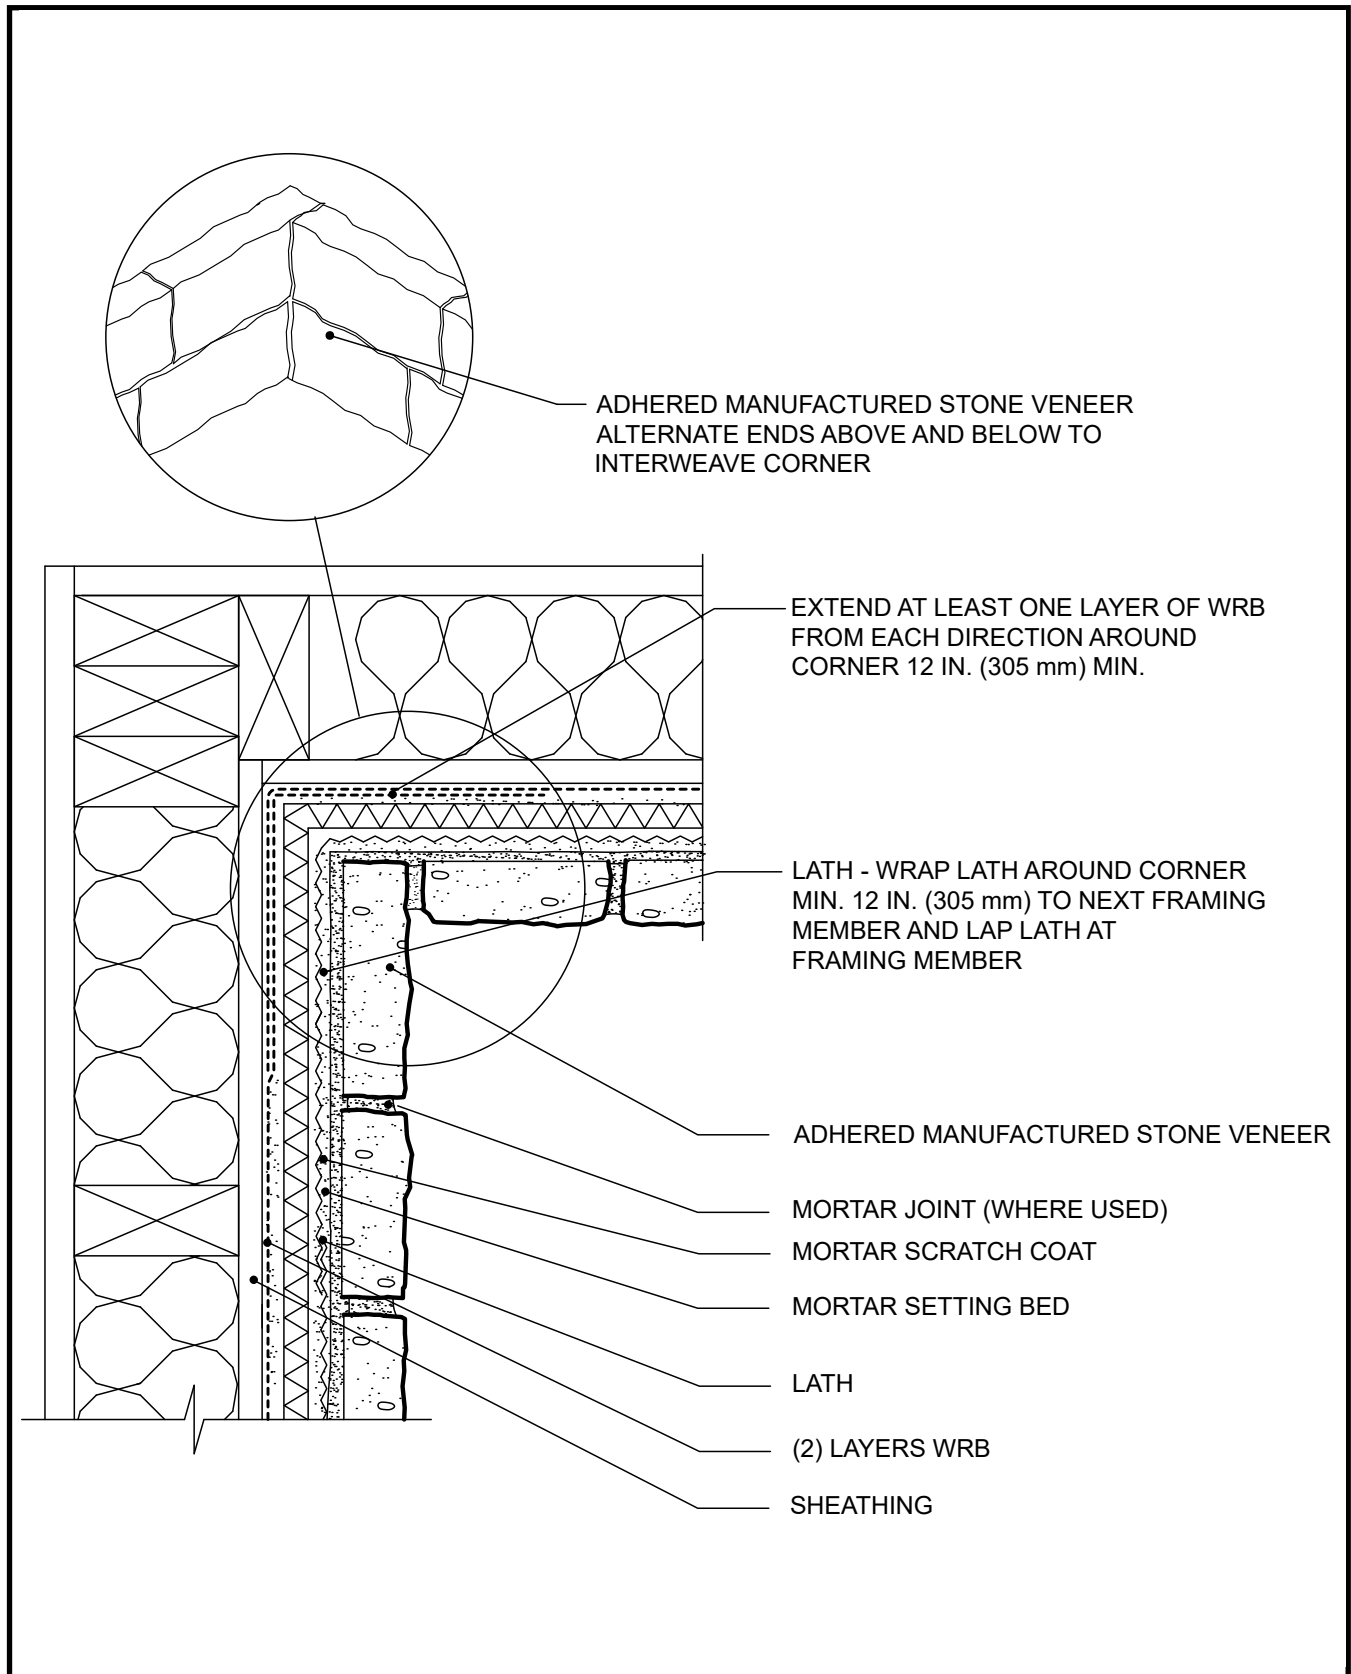 ADHERED MANUFACTURED STONE VENEER
ALTERNATE ENDS ABOVE AND BELOW TO
INTERWEAVE CORNER
EXTEND AT LEAST ONE LAYER OF WRB
FROM EACH DIRECTION AROUND
CORNER 12 IN. (305 mm) MIN.
LATH - WRAP LATH AROUND CORNER
MIN. 12 IN. (305 mm) TO NEXT FRAMING
MEMBER AND LAP LATH AT
FRAMING MEMBER
ADHERED MANUFACTURED STONE VENEER
MORTAR JOINT (WHERE USED)
MORTAR SCRATCH COAT
MORTAR SETTING BED
LATH
(2) LAYERS WRB
SHEATHING